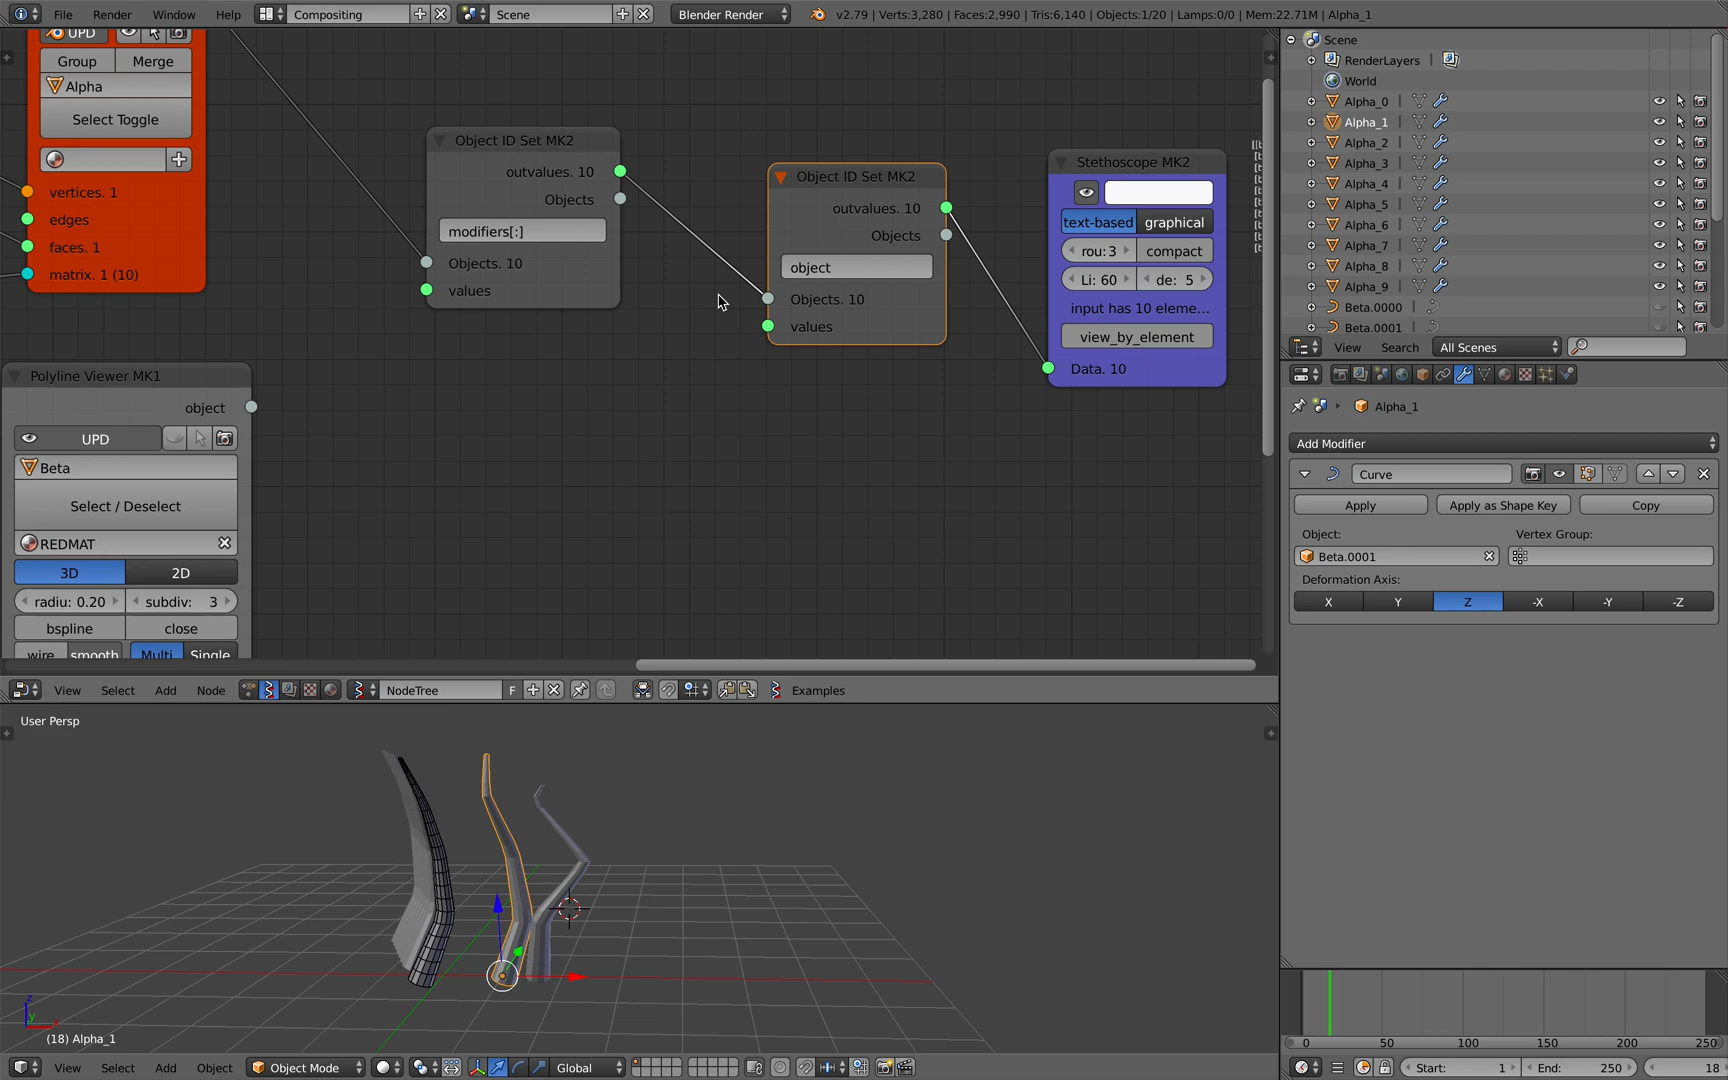 File Render Window Help Compositing Scene Blender Render v2.79 | Verts:3,280 | Faces:2,990 | Tris:6,140 | Objects:1/20 | Lamps:0/0 | Mem:22.71M | Alpha_1
UPD
Group Merge
Alpha
Select Toggle
vertices. 1
edges
faces. 1
matrix. 1 (10)
Object ID Set MK2
outvalues. 10
Objects
modifiers[:]
Objects. 10
values
Object ID Set MK2
outvalues. 10
Objects
object
Objects. 10
values
Stethoscope MK2
text-based graphical
rou: 3 compact
Li: 60 de: 5
input has 10 eleme...
view_by_element
Data. 10
Polyline Viewer MK1
object
UPD
Beta
Select / Deselect
REDMAT
3D 2D
radiu: 0.20 subdiv: 3
bspline close
wire smooth Multi Single
View Select Add Node NodeTree F Examples
User Persp
(18) Alpha_1
View Select Add Object Object Mode Global
Scene
RenderLayers |
World
Alpha_0 |
Alpha_1 |
Alpha_2 |
Alpha_3 |
Alpha_4 |
Alpha_5 |
Alpha_6 |
Alpha_7 |
Alpha_8 |
Alpha_9 |
Beta.0000 |
Beta.0001 |
View Search All Scenes
Alpha_1
Add Modifier
Curve
Apply Apply as Shape Key Copy
Object: Vertex Group:
Beta.0001
Deformation Axis:
X Y Z -X -Y -Z
0 50 100 150 200 250
Start: 1 End: 250 18